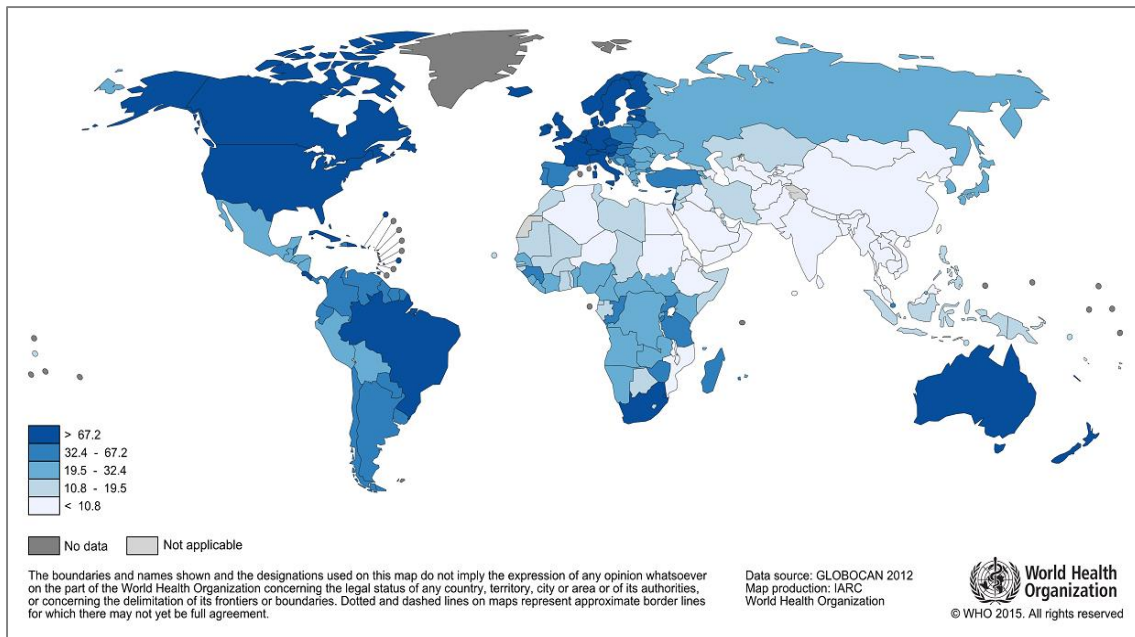 > 67.2
32.4 - 67.2
19.5 - 32.4
10.8 - 19.5
< 10.8
No data
Not applicable
The boundaries and names shown and the designations used on this map do not imply the expression of any opinion whatsoever
on the part of the World Health Organization concerning the legal status of any country, territory, city or area or of its authorities,
or concerning the delimitation of its frontiers or boundaries. Dotted and dashed lines on maps represent approximate border lines
for which there may not yet be full agreement.
Data source: GLOBOCAN 2012
Map production: IARC
World Health Organization
World Health
Organization
© WHO 2015. All rights reserved